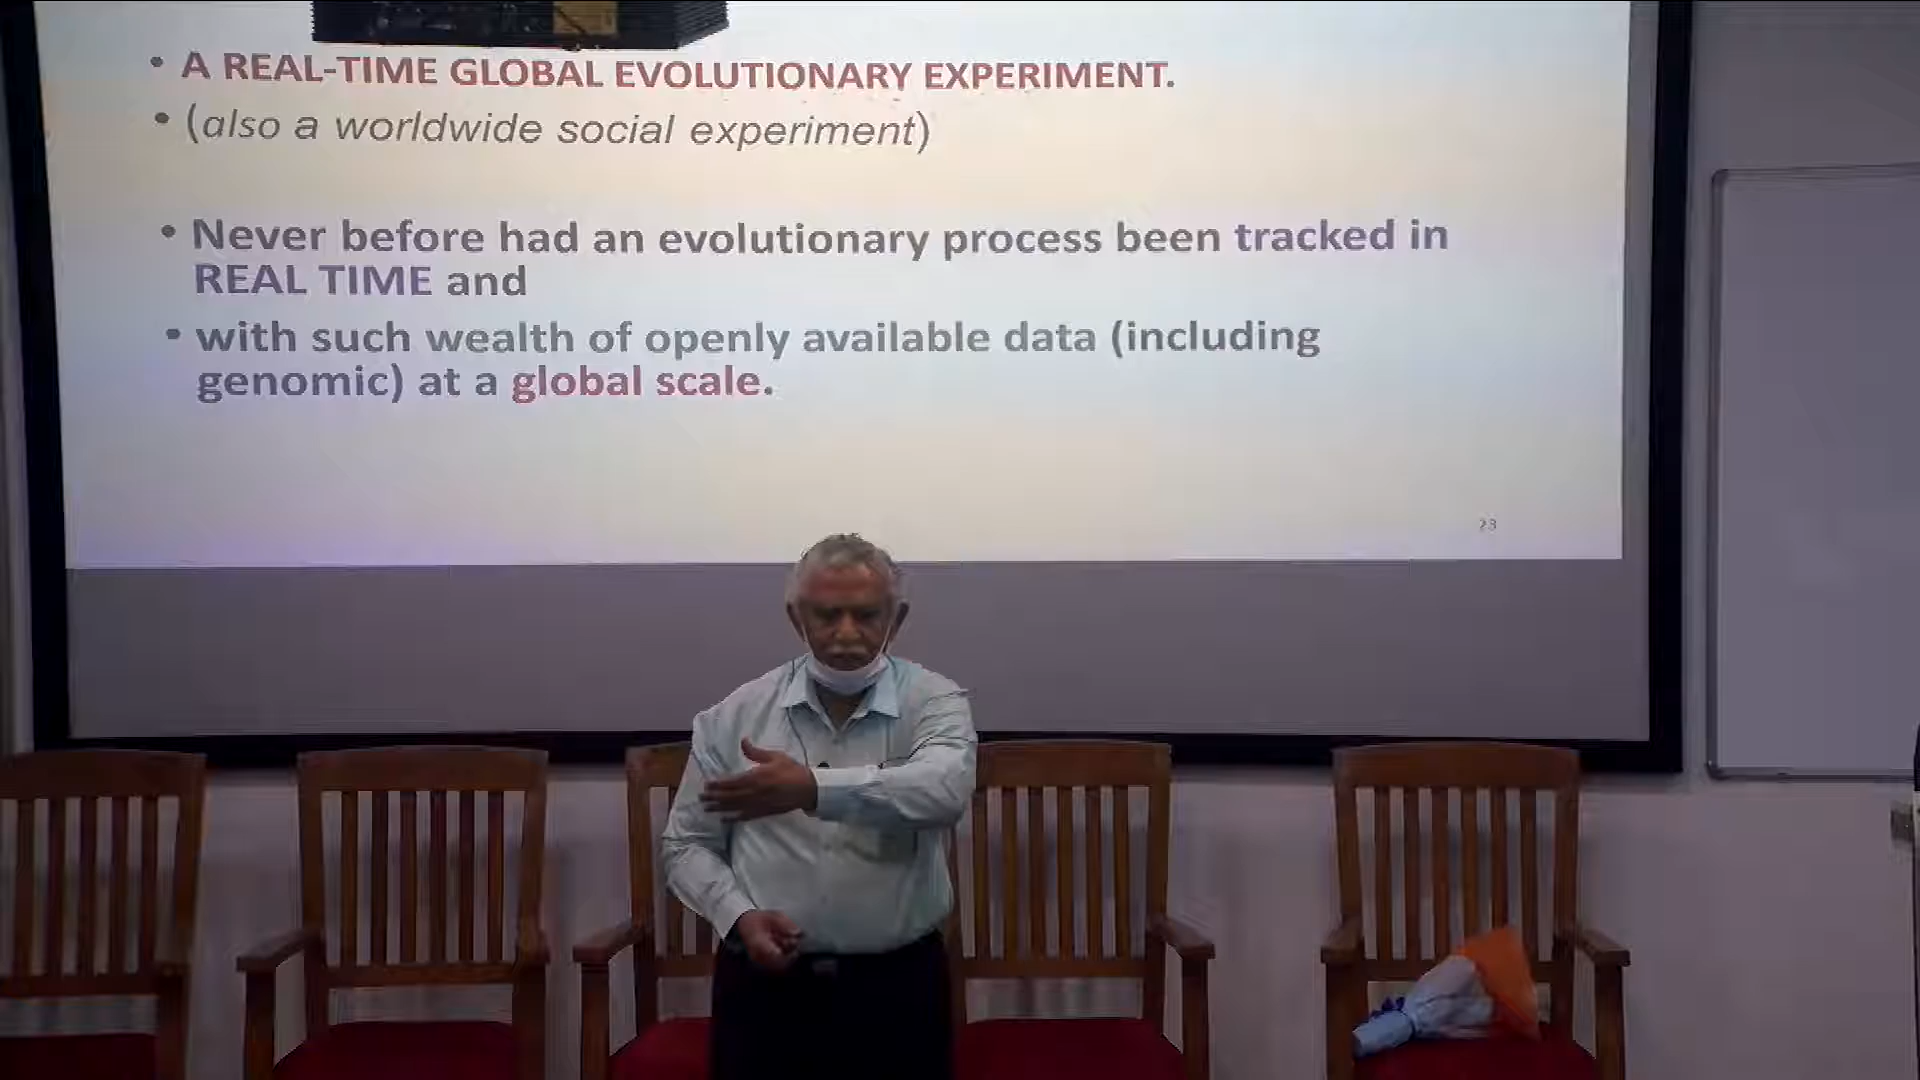 • A REAL-TIME GLOBAL EVOLUTIONARY EXPERIMENT.
• (also a worldwide social experiment)
• Never before had an evolutionary process been tracked in
REAL TIME and
• with such wealth of openly available data (including
genomic) at a global scale.
23